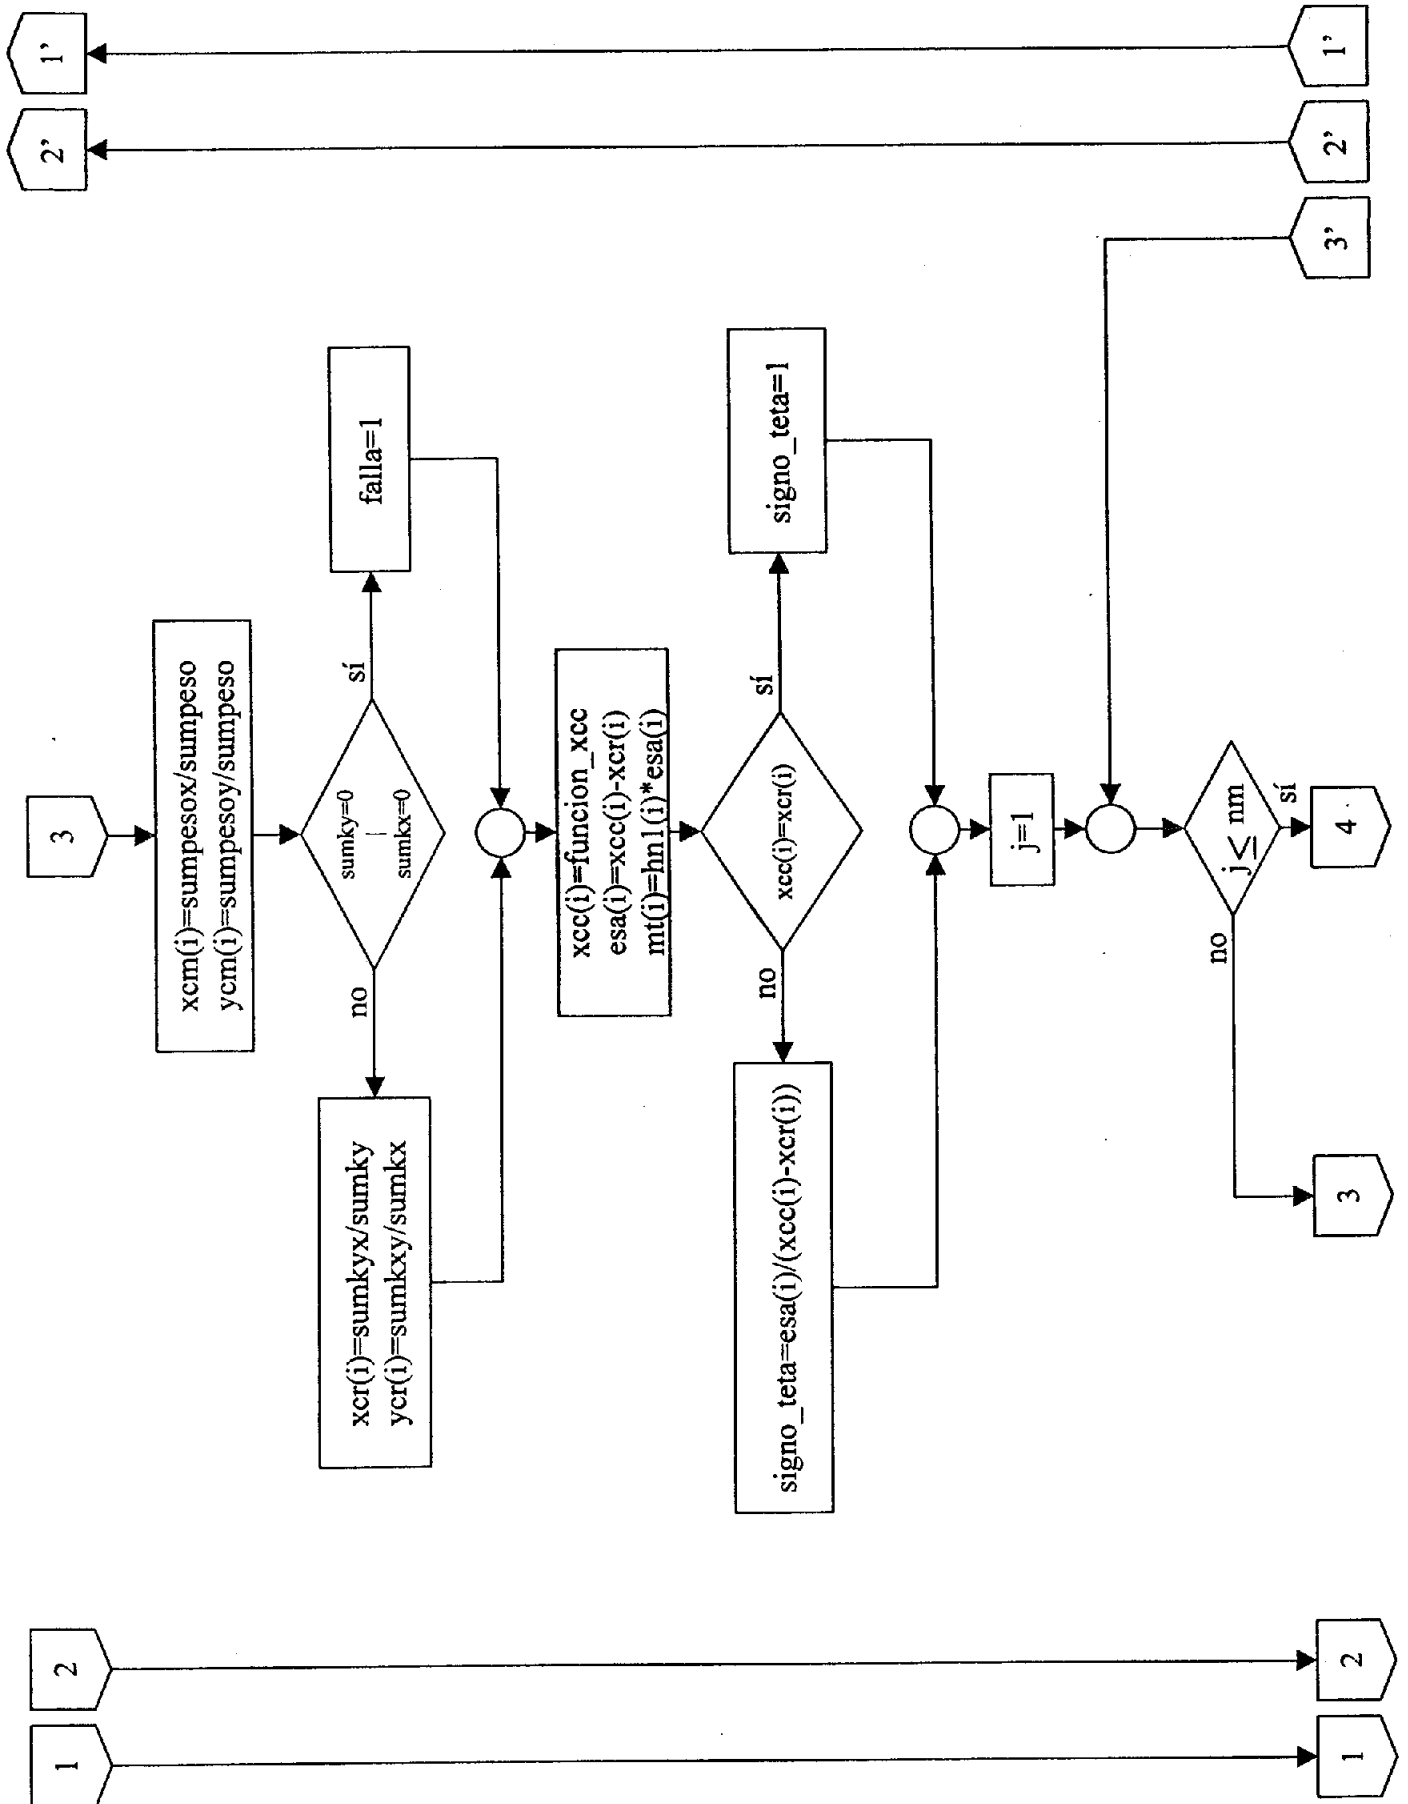 1'
1'
2'
2'
3'
3
xcm(i)=sumpesox/sumpeso
ycm(i)=sumpesoy/sumpeso
sumky=0
|
sumkx=0
sí
falla=1
no
xcr(i)=sumkyx/sumky
ycr(i)=sumkxy/sumkx
xcc(i)=funcion_xcc
esa(i)=xcc(i)-xcr(i)
mt(i)=hn1(i)*esa(i)
xcc(i)=xcr(i)
sí
signo_teta=1
no
signo_teta=esa(i)/(xcc(i)-xcr(i))
j=1
j≤ nm
sí
4
no
3
2
2
1
1